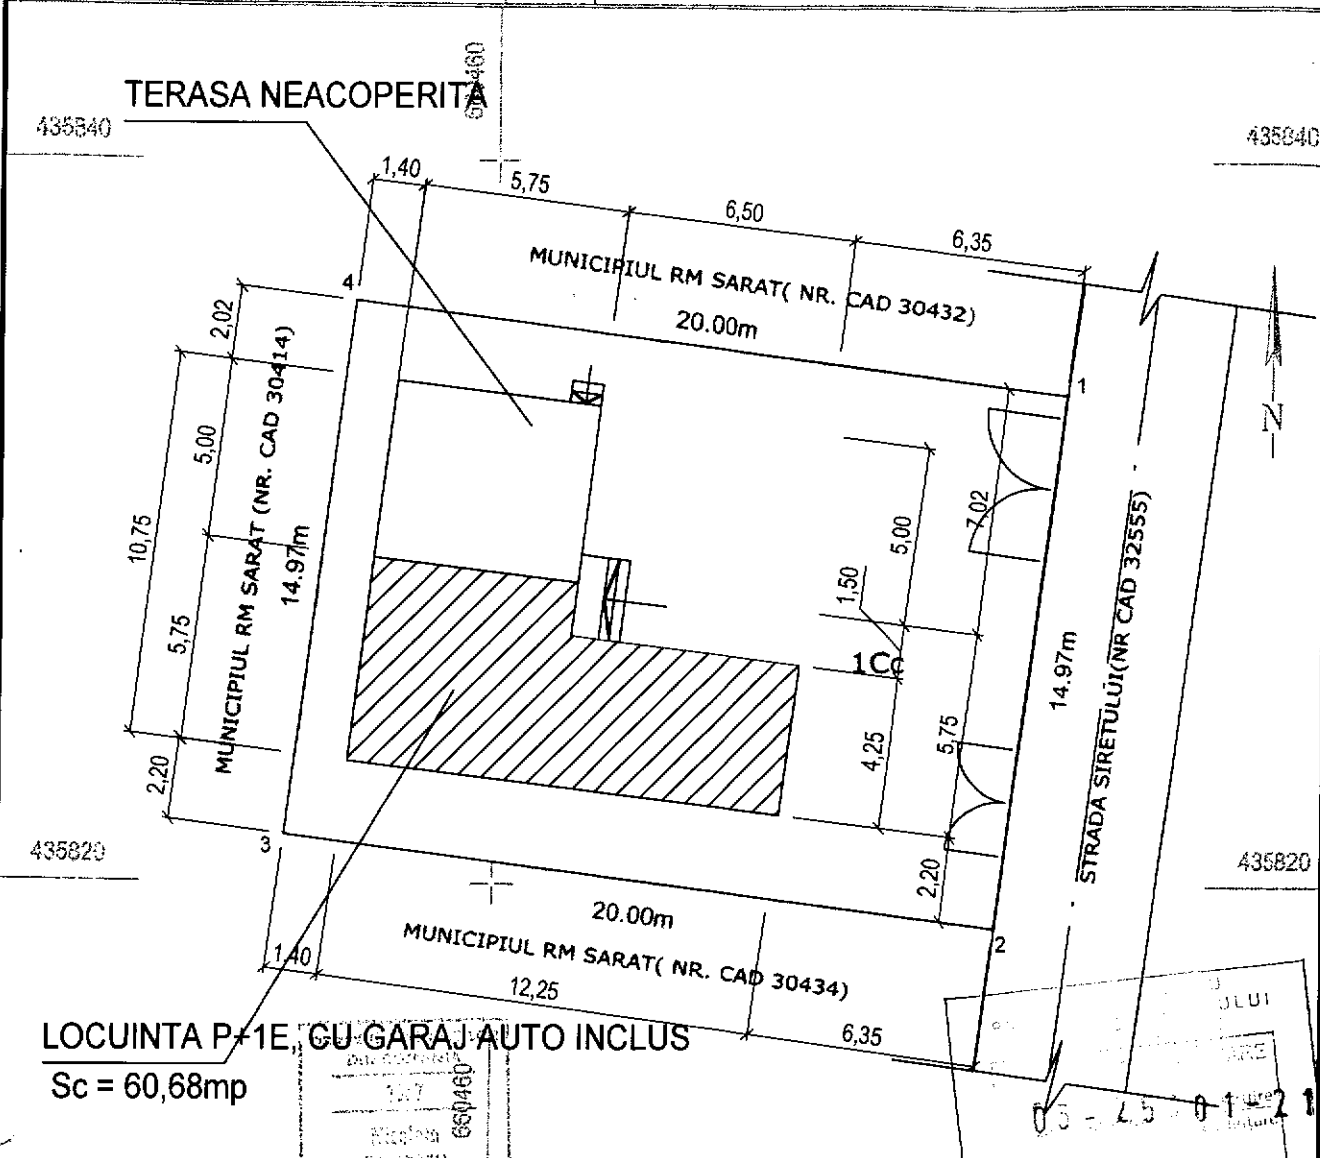 TERASA NEACOPERITA
435840
435840
1,40
5,75
6,50
6,35
MUNICIPIUL RM SARAT( NR. CAD 30432)
20.00m
4
1
2,02
5,00
10,75
5,75
2,20
MUNICIPIUL RM SARAT (NR. CAD 30414)
14.97m
N
7,02
5,00
1,50
1Cc
4,25
5,75
2,20
14.97m
STRADA SIRETULUI(NR CAD 32555)
3
2
435820
435820
20.00m
MUNICIPIUL RM SARAT( NR. CAD 30434)
1,40
12,25
6,35
LOCUINTA P+1E, CU GARAJ AUTO INCLUS
Sc = 60,68mp
660460